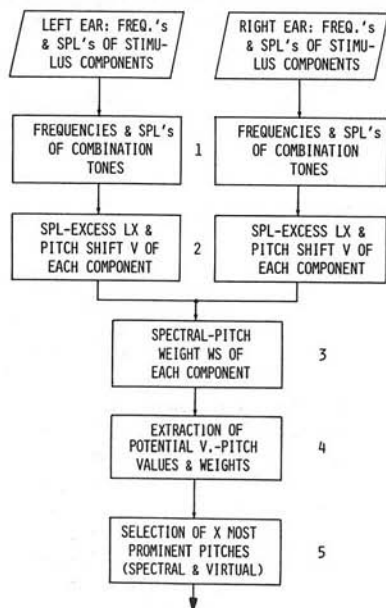 LEFT EAR: FREQ.'s
& SPL's OF STIMU-
LUS COMPONENTS
RIGHT EAR: FREQ.'s
& SPL's OF STIMU-
LUS COMPONENTS
FREQUENCIES & SPL's
OF COMBINATION
TONES
1
FREQUENCIES & SPL's
OF COMBINATION
TONES
SPL-EXCESS LX &
PITCH SHIFT V OF
EACH COMPONENT
2
SPL-EXCESS LX &
PITCH SHIFT V OF
EACH COMPONENT
SPECTRAL-PITCH
WEIGHT WS OF
EACH COMPONENT
3
EXTRACTION OF
POTENTIAL V.-PITCH
VALUES & WEIGHTS
4
SELECTION OF X MOST
PROMINENT PITCHES
(SPECTRAL & VIRTUAL)
5